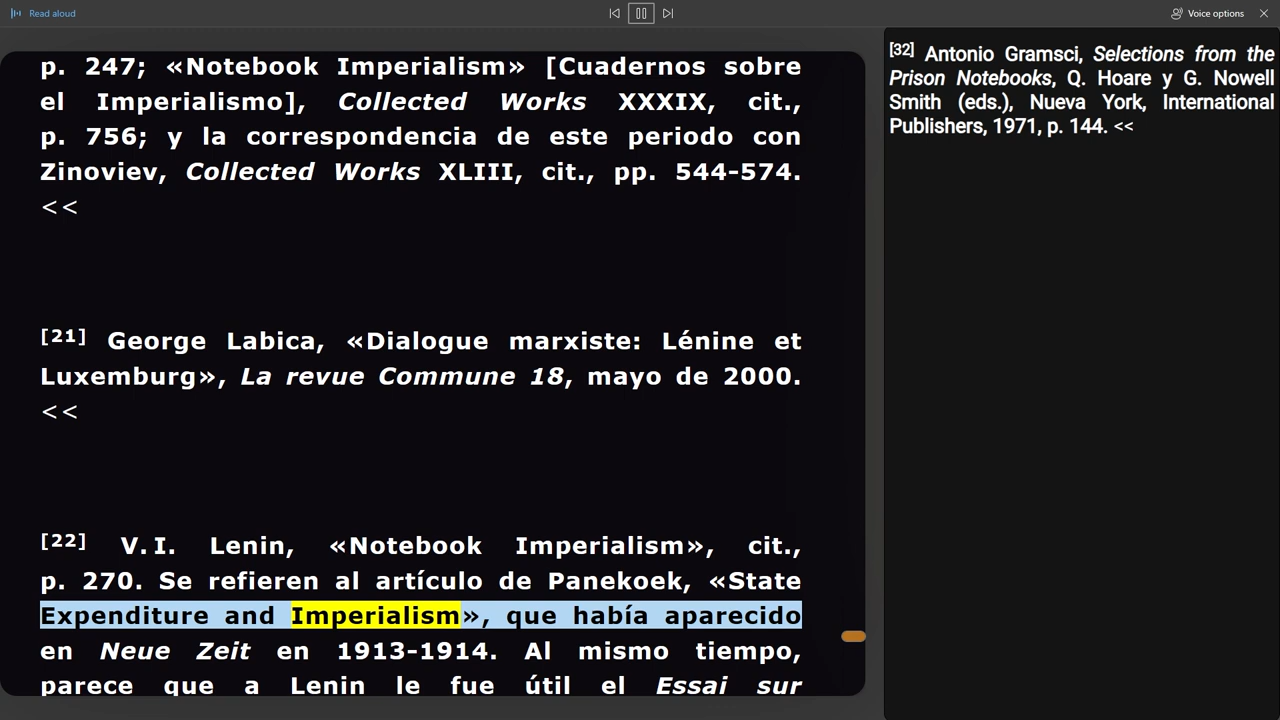 Read aloud
Voice options
p. 247; «Notebook Imperialism» [Cuadernos sobre
el Imperialismo], Collected Works XXXIX, cit.,
p. 756; y la correspondencia de este periodo con
Zinoviev, Collected Works XLIII, cit., pp. 544-574.
<<
[21] George Labica, «Dialogue marxiste: Lénine et
Luxemburg», La revue Commune 18, mayo de 2000.
<<
[22] V. I. Lenin, «Notebook Imperialism», cit.,
p. 270. Se refieren al artículo de Panekoek, «State
Expenditure and Imperialism», que había aparecido
en Neue Zeit en 1913-1914. Al mismo tiempo,
parece que a Lenin le fue útil el Essai sur
[32] Antonio Gramsci, Selections from the
Prison Notebooks, Q. Hoare y G. Nowell
Smith (eds.), Nueva York, International
Publishers, 1971, p. 144. <<